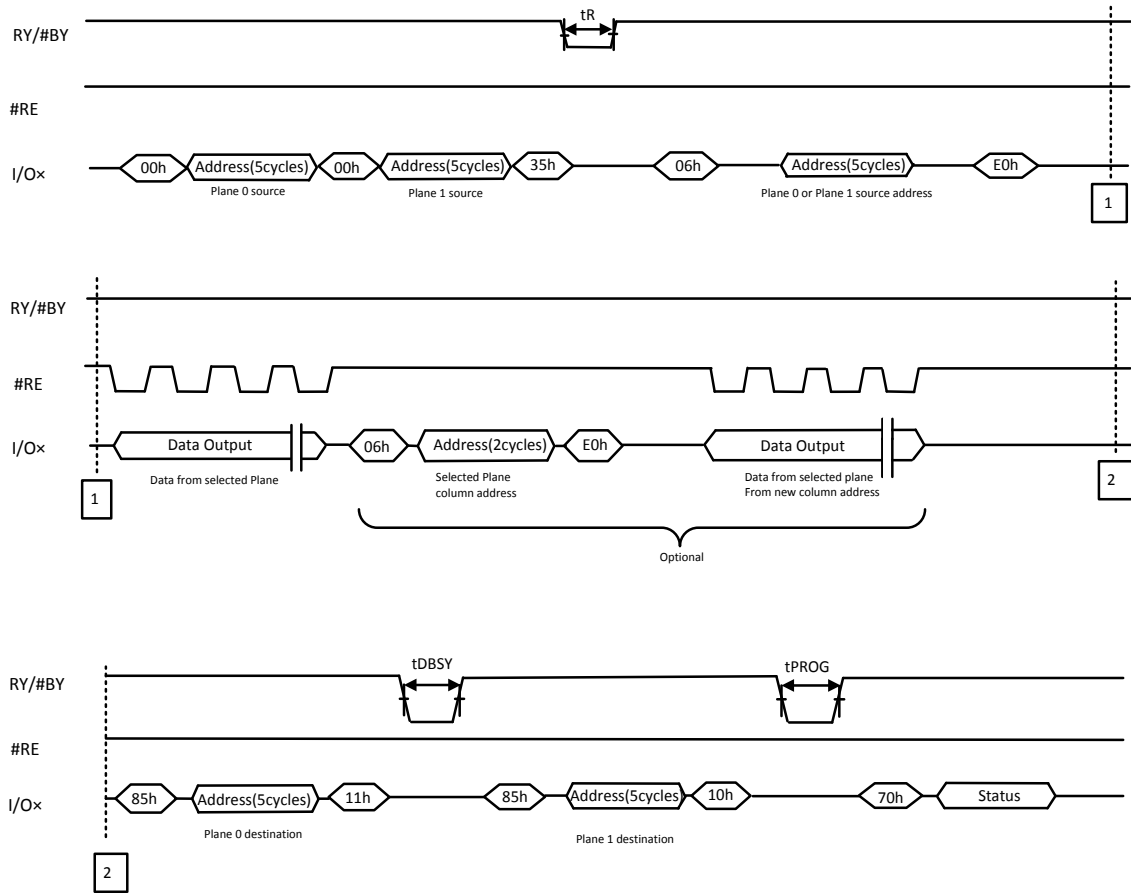 tR
RY/#BY
#RE
I/O×
00h Address(5cycles) 00h Address(5cycles) 35h 06h Address(5cycles) E0h
Plane 0 source Plane 1 source Plane 0 or Plane 1 source address
1
RY/#BY
#RE
I/O×
Data Output 06h Address(2cycles) E0h Data Output
Data from selected Plane
Selected Plane
column address
Data from selected plane
From new column address
1
2
Optional
tDBSY tPROG
RY/#BY
#RE
I/O×
85h Address(5cycles) 11h 85h Address(5cycles) 10h 70h Status
Plane 0 destination Plane 1 destination
2